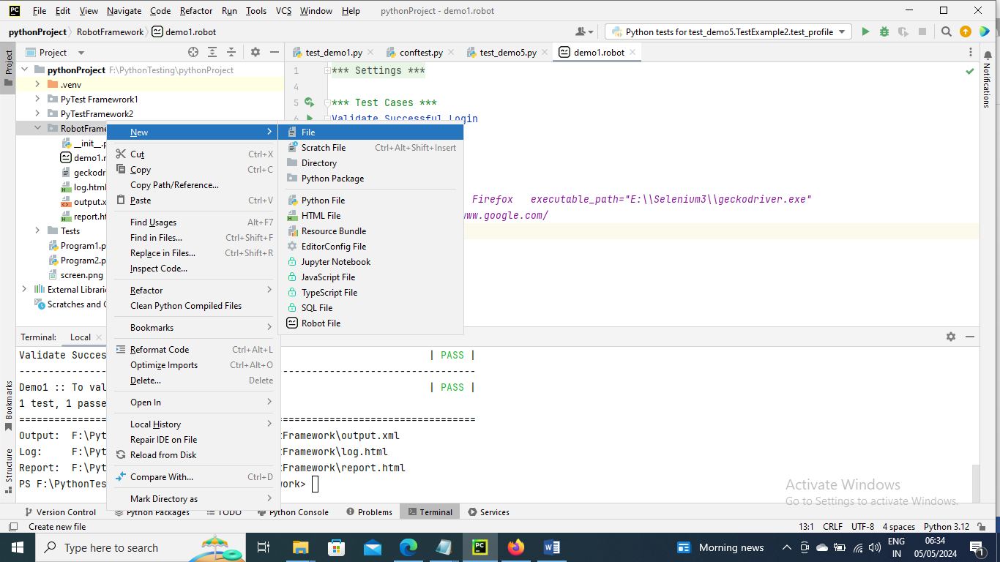 File Edit View Navigate Code Refactor Run Tools VCS Window Help pythonProject - demo1.robot
pythonProject RobotFramework demo1.robot
Python tests for test_demo5.TestExample2.test_profile
Project
test_demo1.py conftest.py test_demo5.py demo1.robot
Project
Notifications
Bookmarks
Structure
pythonProject F:\PythonTesting\pythonProject
.venv
PyTest Framewrork1
PyTestFramework2
RobotFrame
__init__.p
demo1.r
geckodri
log.html
output.x
report.ht
Tests
Program1.p
Program2.p
screen.png
External Librarie
Scratches and C
1 *** Settings ***
4
5 *** Test Cases ***
6 Validate Successful Login
Firefox executable_path="E:\\Selenium3\\geckodriver.exe"
www.google.com/
New
Cut Ctrl+X
Copy Ctrl+C
Copy Path/Reference...
Paste Ctrl+V
Find Usages Alt+F7
Find in Files... Ctrl+Shift+F
Replace in Files... Ctrl+Shift+R
Inspect Code...
Refactor
Clean Python Compiled Files
Bookmarks
Reformat Code Ctrl+Alt+L
Optimize Imports Ctrl+Alt+O
Delete... Delete
Open In
Local History
Repair IDE on File
Reload from Disk
Compare With... Ctrl+D
Mark Directory as
File
Scratch File Ctrl+Alt+Shift+Insert
Directory
Python Package
Python File
HTML File
Resource Bundle
EditorConfig File
Jupyter Notebook
JavaScript File
TypeScript File
SQL File
Robot File
Terminal: Local
Validate Succes | PASS |
Demo1 :: To val | PASS |
1 test, 1 passe
Output: F:\Pyt tFramework\output.xml
Log: F:\Pyt tFramework\log.html
Report: F:\Pyt tFramework\report.html
PS F:\PythonTes work>
Activate Windows
Go to Settings to activate Windows.
Version Control Python Packages TODO Python Console Problems Terminal Services
Create new file
13:1 CRLF UTF-8 4 spaces Python 3.12
Type here to search
Morning news
ENG
IN
06:34
05/05/2024
1